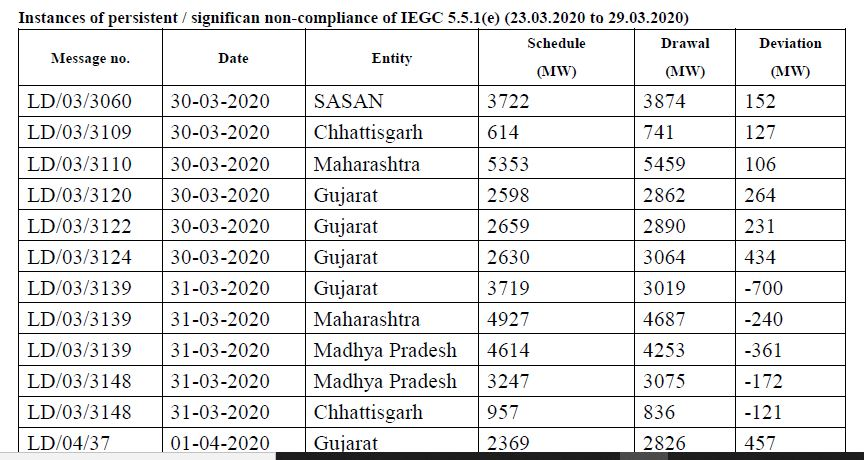 Instances of persistent / significan non-compliance of IEGC 5.5.1(e) (23.03.2020 to 29.03.2020)
Message no. Date Entity Schedule (MW) Drawal (MW) Deviation (MW)
LD/03/3060 30-03-2020 SASAN 3722 3874 152
LD/03/3109 30-03-2020 Chhattisgarh 614 741 127
LD/03/3110 30-03-2020 Maharashtra 5353 5459 106
LD/03/3120 30-03-2020 Gujarat 2598 2862 264
LD/03/3122 30-03-2020 Gujarat 2659 2890 231
LD/03/3124 30-03-2020 Gujarat 2630 3064 434
LD/03/3139 31-03-2020 Gujarat 3719 3019 -700
LD/03/3139 31-03-2020 Maharashtra 4927 4687 -240
LD/03/3139 31-03-2020 Madhya Pradesh 4614 4253 -361
LD/03/3148 31-03-2020 Madhya Pradesh 3247 3075 -172
LD/03/3148 31-03-2020 Chhattisgarh 957 836 -121
LD/04/37 01-04-2020 Gujarat 2369 2826 457